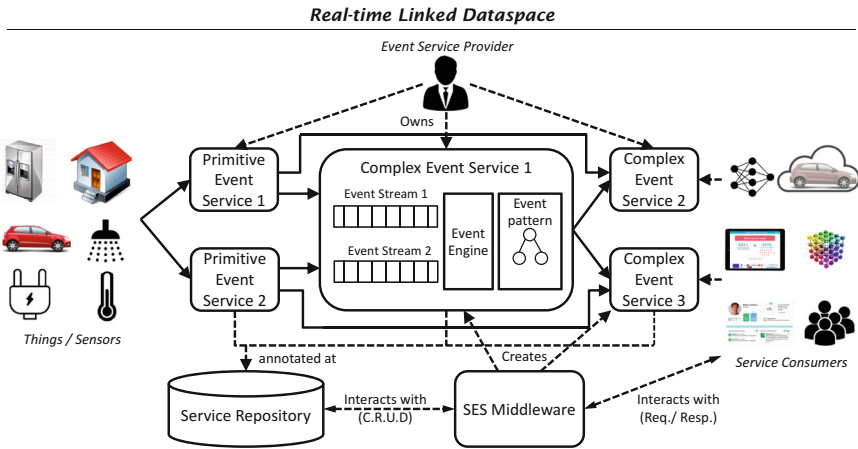 Real-time Linked Dataspace
Event Service Provider
Owns
Primitive
Event
Service 1
Complex Event Service 1
Event Stream 1
Event Stream 2
Event
Engine
Event
pattern
Complex
Event
Service 2
Primitive
Event
Service 2
Complex
Event
Service 3
Things / Sensors
annotated at
Creates
Service Consumers
Service Repository
Interacts with
(C.R.U.D)
SES Middleware
Interacts with
(Req./ Resp.)